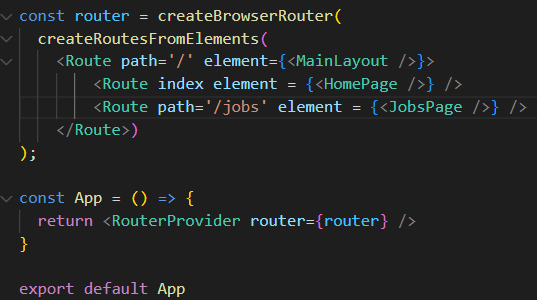 const router = createBrowserRouter(
  createRoutesFromElements(
    <Route path='/' element={<MainLayout />}>
        <Route index element = {<HomePage />} />
        <Route path='/jobs' element = {<JobsPage />} />
    </Route>)
);

const App = () => {
  return <RouterProvider router={router} />
}

export default App